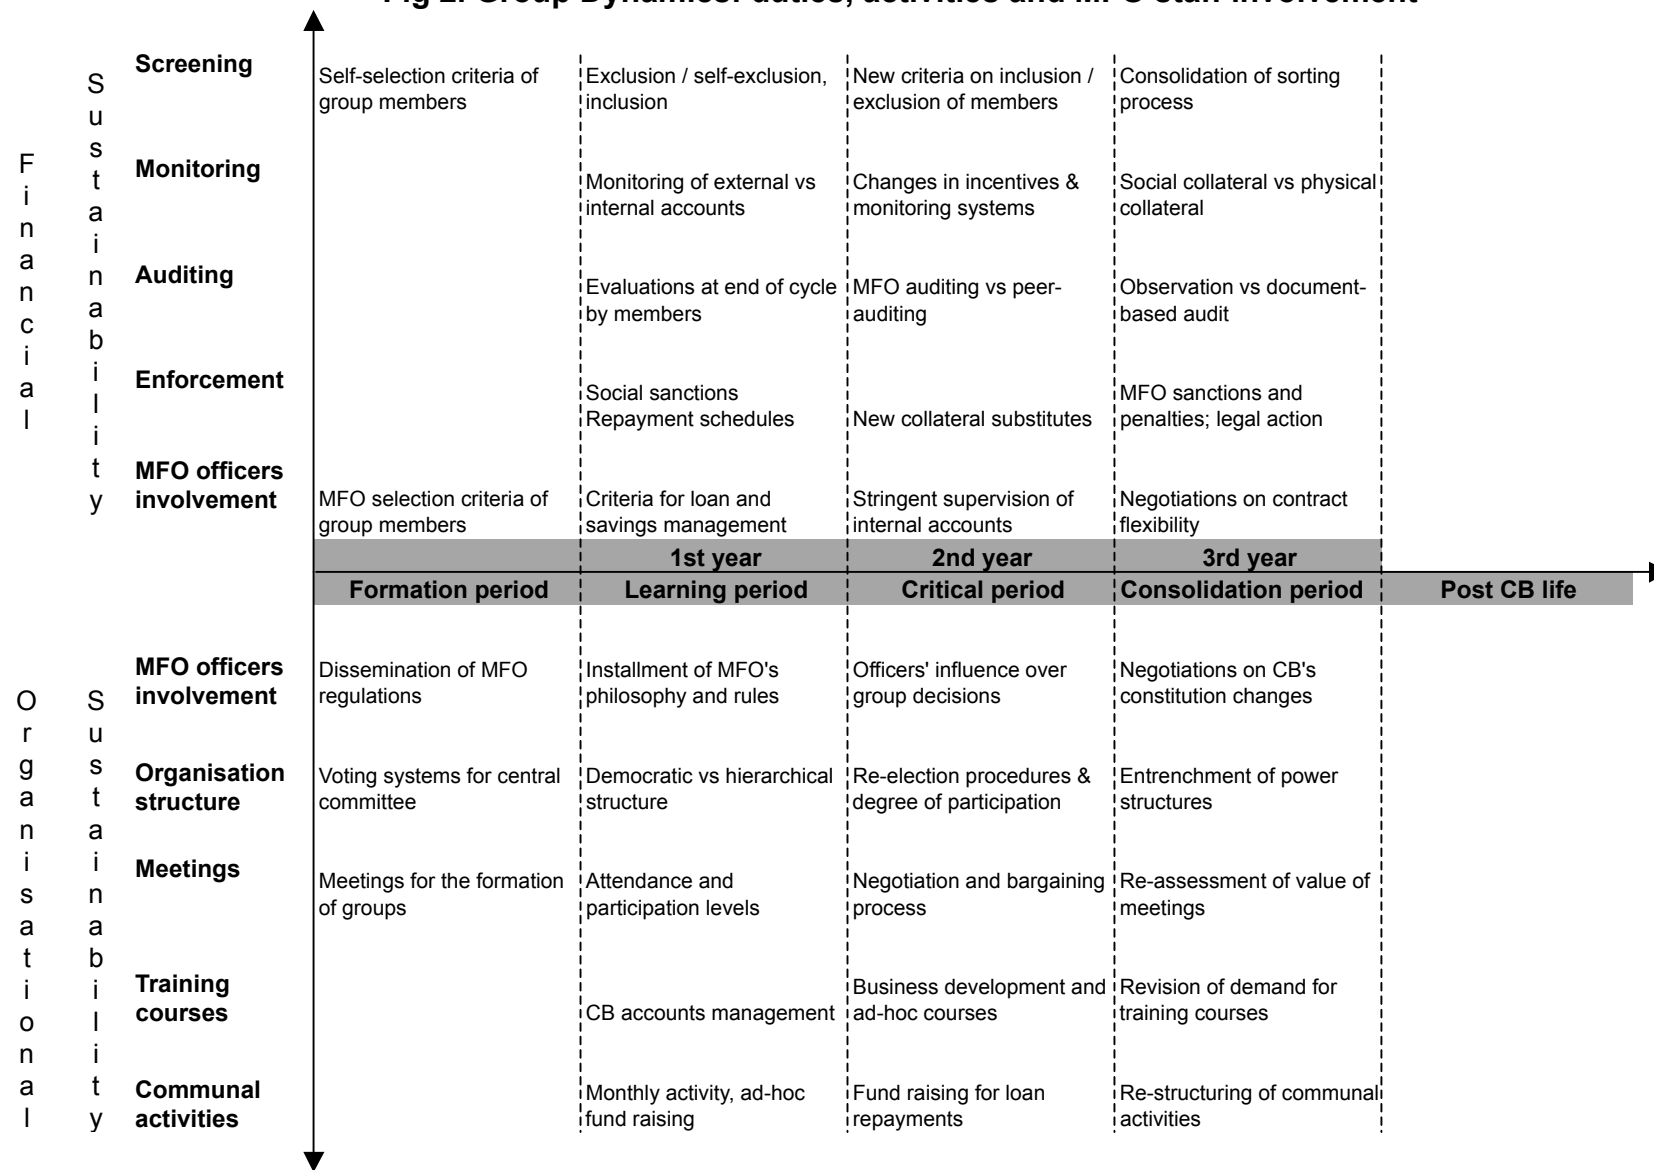 Fig 2. Group Dynamics: duties, activities and MFO staff involvement
Financial
Sustainability
Screening
Self-selection criteria of
group members
Exclusion / self-exclusion,
inclusion
New criteria on inclusion /
exclusion of members
Consolidation of sorting
process
Monitoring
Monitoring of external vs
internal accounts
Changes in incentives &
monitoring systems
Social collateral vs physical
collateral
Auditing
Evaluations at end of cycle
by members
MFO auditing vs peer-
auditing
Observation vs document-
based audit
Enforcement
Social sanctions
Repayment schedules
New collateral substitutes
MFO sanctions and
penalties; legal action
MFO officers
involvement
MFO selection criteria of
group members
Criteria for loan and
savings management
Stringent supervision of
internal accounts
Negotiations on contract
flexibility
1st year
2nd year
3rd year
Formation period
Learning period
Critical period
Consolidation period
Post CB life
Organisational
Sustainability
MFO officers
involvement
Dissemination of MFO
regulations
Installment of MFO's
philosophy and rules
Officers' influence over
group decisions
Negotiations on CB's
constitution changes
Organisation
structure
Voting systems for central
committee
Democratic vs hierarchical
structure
Re-election procedures &
degree of participation
Entrenchment of power
structures
Meetings
Meetings for the formation
of groups
Attendance and
participation levels
Negotiation and bargaining
process
Re-assessment of value of
meetings
Training
courses
CB accounts management
Business development and
ad-hoc courses
Revision of demand for
training courses
Communal
activities
Monthly activity, ad-hoc
fund raising
Fund raising for loan
repayments
Re-structuring of communal
activities